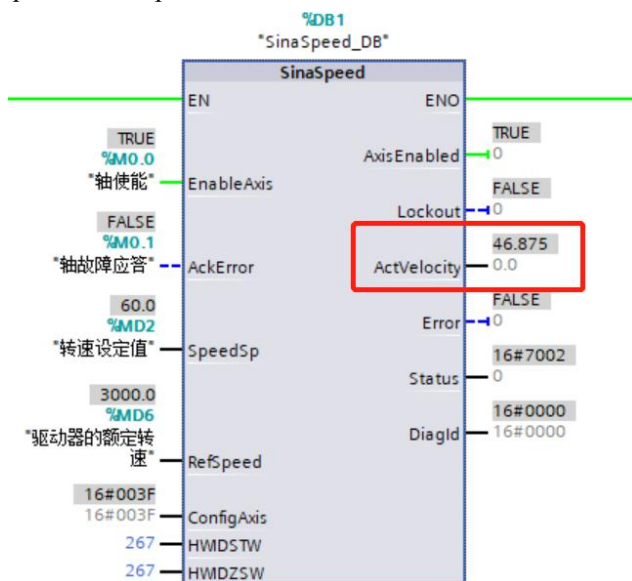 %DB1
"SinaSpeed_DB"
SinaSpeed
EN
ENO
TRUE
%M0.0
"轴使能"
EnableAxis
FALSE
%M0.1
"轴故障应答"
AckError
60.0
%MD2
"转速设定值"
SpeedSp
3000.0
%MD6
"驱动器的额定转
速"
RefSpeed
16#003F
16#003F
ConfigAxis
267
HWIDSTW
267
HWIDZSW
TRUE
AxisEnabled
0
FALSE
Lockout
0
46.875
ActVelocity
0.0
FALSE
Error
0
16#7002
Status
0
16#0000
DiagId
16#0000